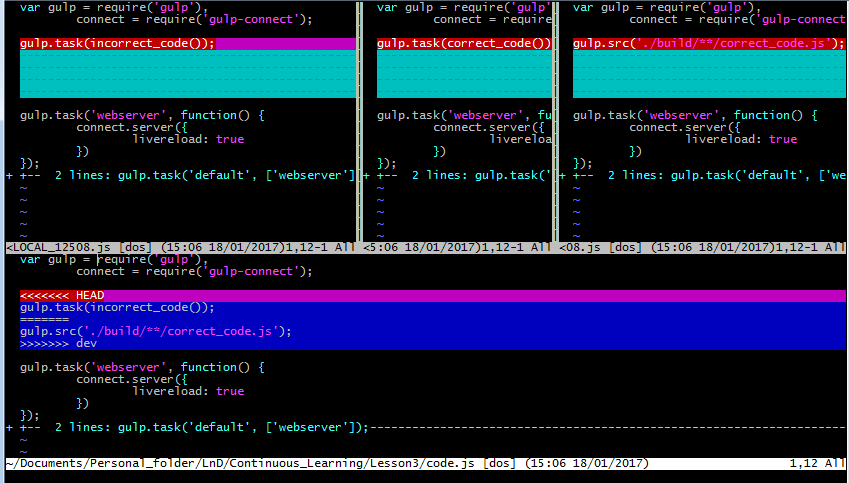 var gulp = require('gulp'),
        connect = require('gulp-connect');
gulp.task(incorrect_code());
gulp.task('webserver', function() {
        connect.server({
                livereload: true
        })
});
+ +--  2 lines: gulp.task('default', ['webserver']
~
~
~
~
~
<LOCAL_12508.js [dos] (15:06 18/01/2017)1,12-1 All
var gulp = require('gulp'
        connect = require
gulp.task(correct_code())
gulp.task('webserver', fu
        connect.server({
                livereloa
        })
});
+ +--  2 lines: gulp.task('
~
~
~
~
~
<5:06 18/01/2017)1,12-1 All
var gulp = require('gulp'),
        connect = require('gulp-connect
gulp.src('./build/**/correct_code.js');
gulp.task('webserver', function() {
        connect.server({
                livereload: true
        })
});
+ +--  2 lines: gulp.task('default', ['we
~
~
~
~
~
<08.js [dos] (15:06 18/01/2017)1,12-1 All
var gulp = require('gulp'),
        connect = require('gulp-connect');
<<<<<<< HEAD
gulp.task(incorrect_code());
=======
gulp.src('./build/**/correct_code.js');
>>>>>>> dev
gulp.task('webserver', function() {
        connect.server({
                livereload: true
        })
});
+ +--  2 lines: gulp.task('default', ['webserver']);--------------------------------------------------------------------
~
~
~/Documents/Personal_folder/LnD/Continuous_Learning/Lesson3/code.js [dos] (15:06 18/01/2017) 1,12 All